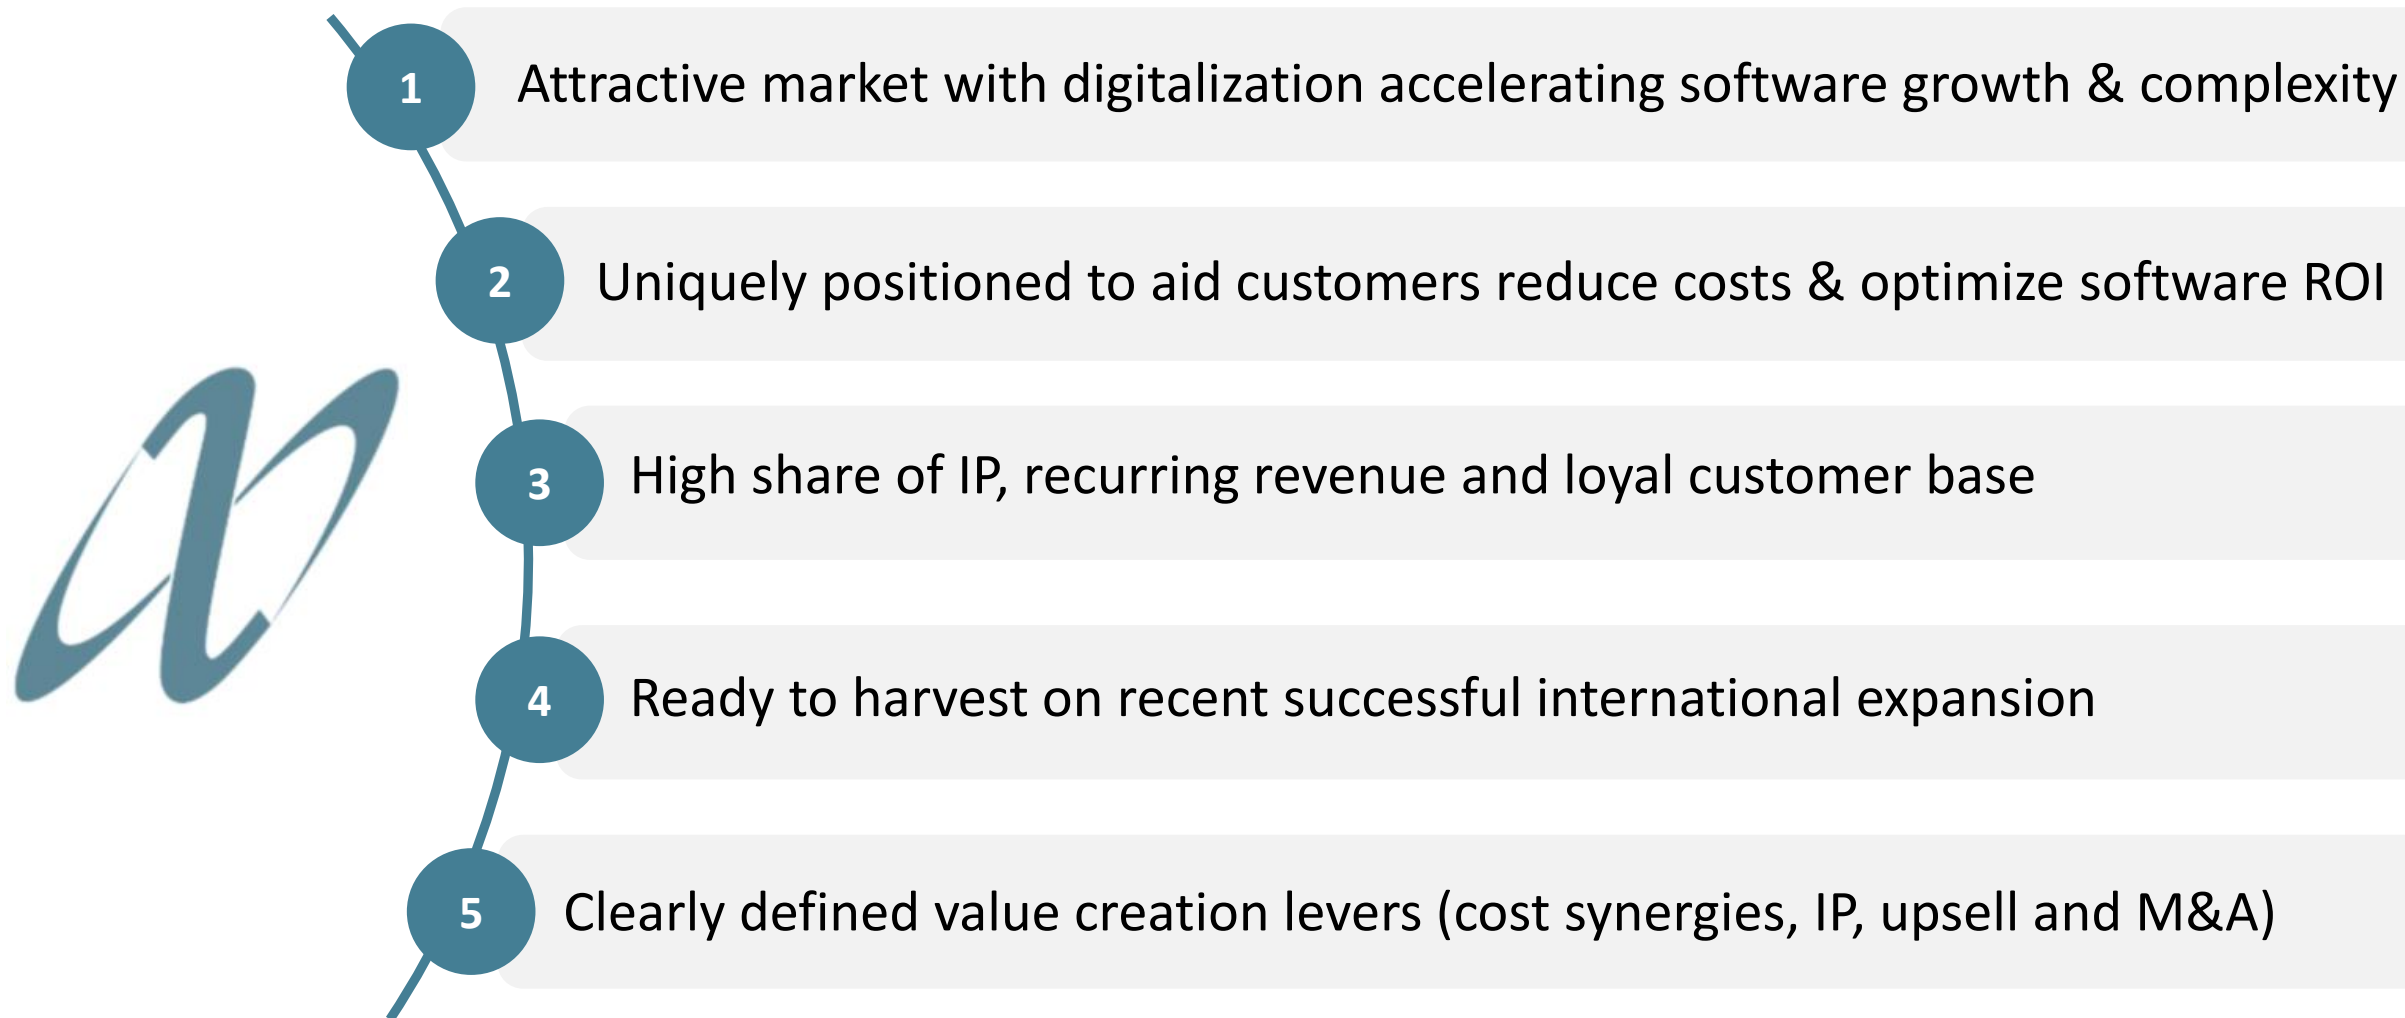 1 Attractive market with digitalization accelerating software growth & complexity
2 Uniquely positioned to aid customers reduce costs & optimize software ROI
3 High share of IP, recurring revenue and loyal customer base
4 Ready to harvest on recent successful international expansion
5 Clearly defined value creation levers (cost synergies, IP, upsell and M&A)